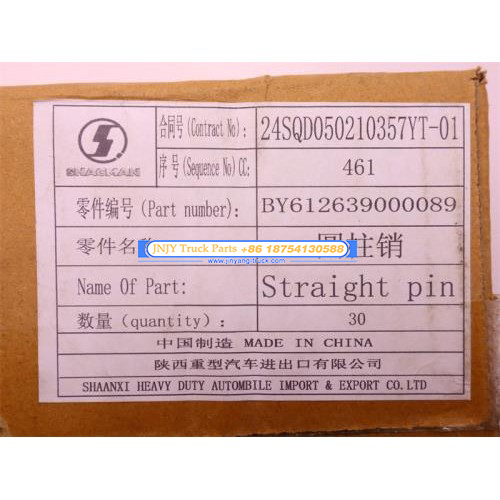 SHACMAN
合同号(Contract No): 24SQD050210357YT-01
序号(Sequence No)CC: 461
零件编号(Part number): BY612639000089
零件名 圆柱销
JNJY Truck Parts +86 18754130588
www.jinyang-truck.com
Name Of Part: Straight pin
数量(quantity): 30
中国制造 MADE IN CHINA
陕西重型汽车进出口有限公司
SHAANXI HEAVY DUTY AUTOMBILE IMPORT & EXPORT CO.LTD